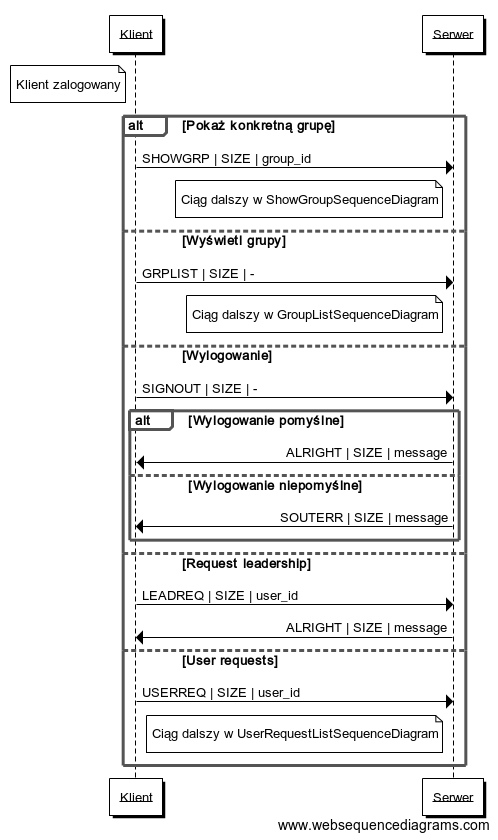 Klient Serwer
Klient zalogowany
alt [Pokaż konkretną grupę]
SHOWGRP | SIZE | group_id
Ciąg dalszy w ShowGroupSequenceDiagram
[Wyświetl grupy]
GRPLIST | SIZE | -
Ciąg dalszy w GroupListSequenceDiagram
[Wylogowanie]
SIGNOUT | SIZE | -
alt [Wylogowanie pomyślne]
ALRIGHT | SIZE | message
[Wylogowanie niepomyślne]
SOUTERR | SIZE | message
[Request leadership]
LEADREQ | SIZE | user_id
ALRIGHT | SIZE | message
[User requests]
USERREQ | SIZE | user_id
Ciąg dalszy w UserRequestListSequenceDiagram
Klient Serwer
www.websequencediagrams.com